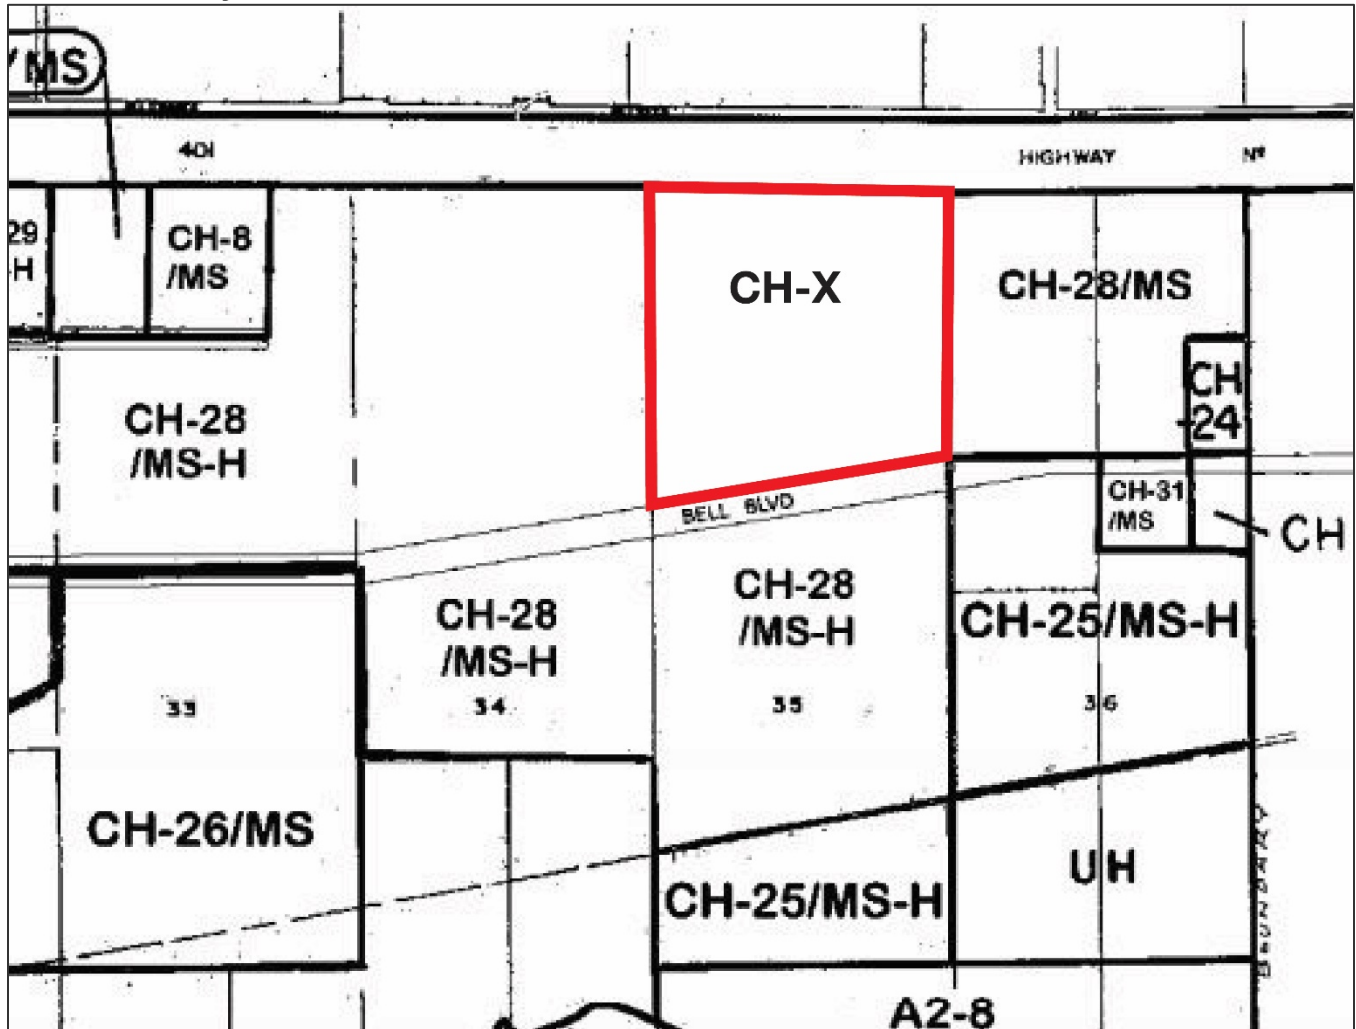 /MS
401
HIGHWAY Nº
29
-H
CH-8
/MS
CH-X
CH-28/MS
CH
-24
CH-28
/MS-H
BELL BLVD
CH-31
/MS
CH
CH-28
/MS-H
CH-28
/MS-H
CH-25/MS-H
33
34
35
36
CH-26/MS
CH-25/MS-H
UH
BOUNDARY
A2-8